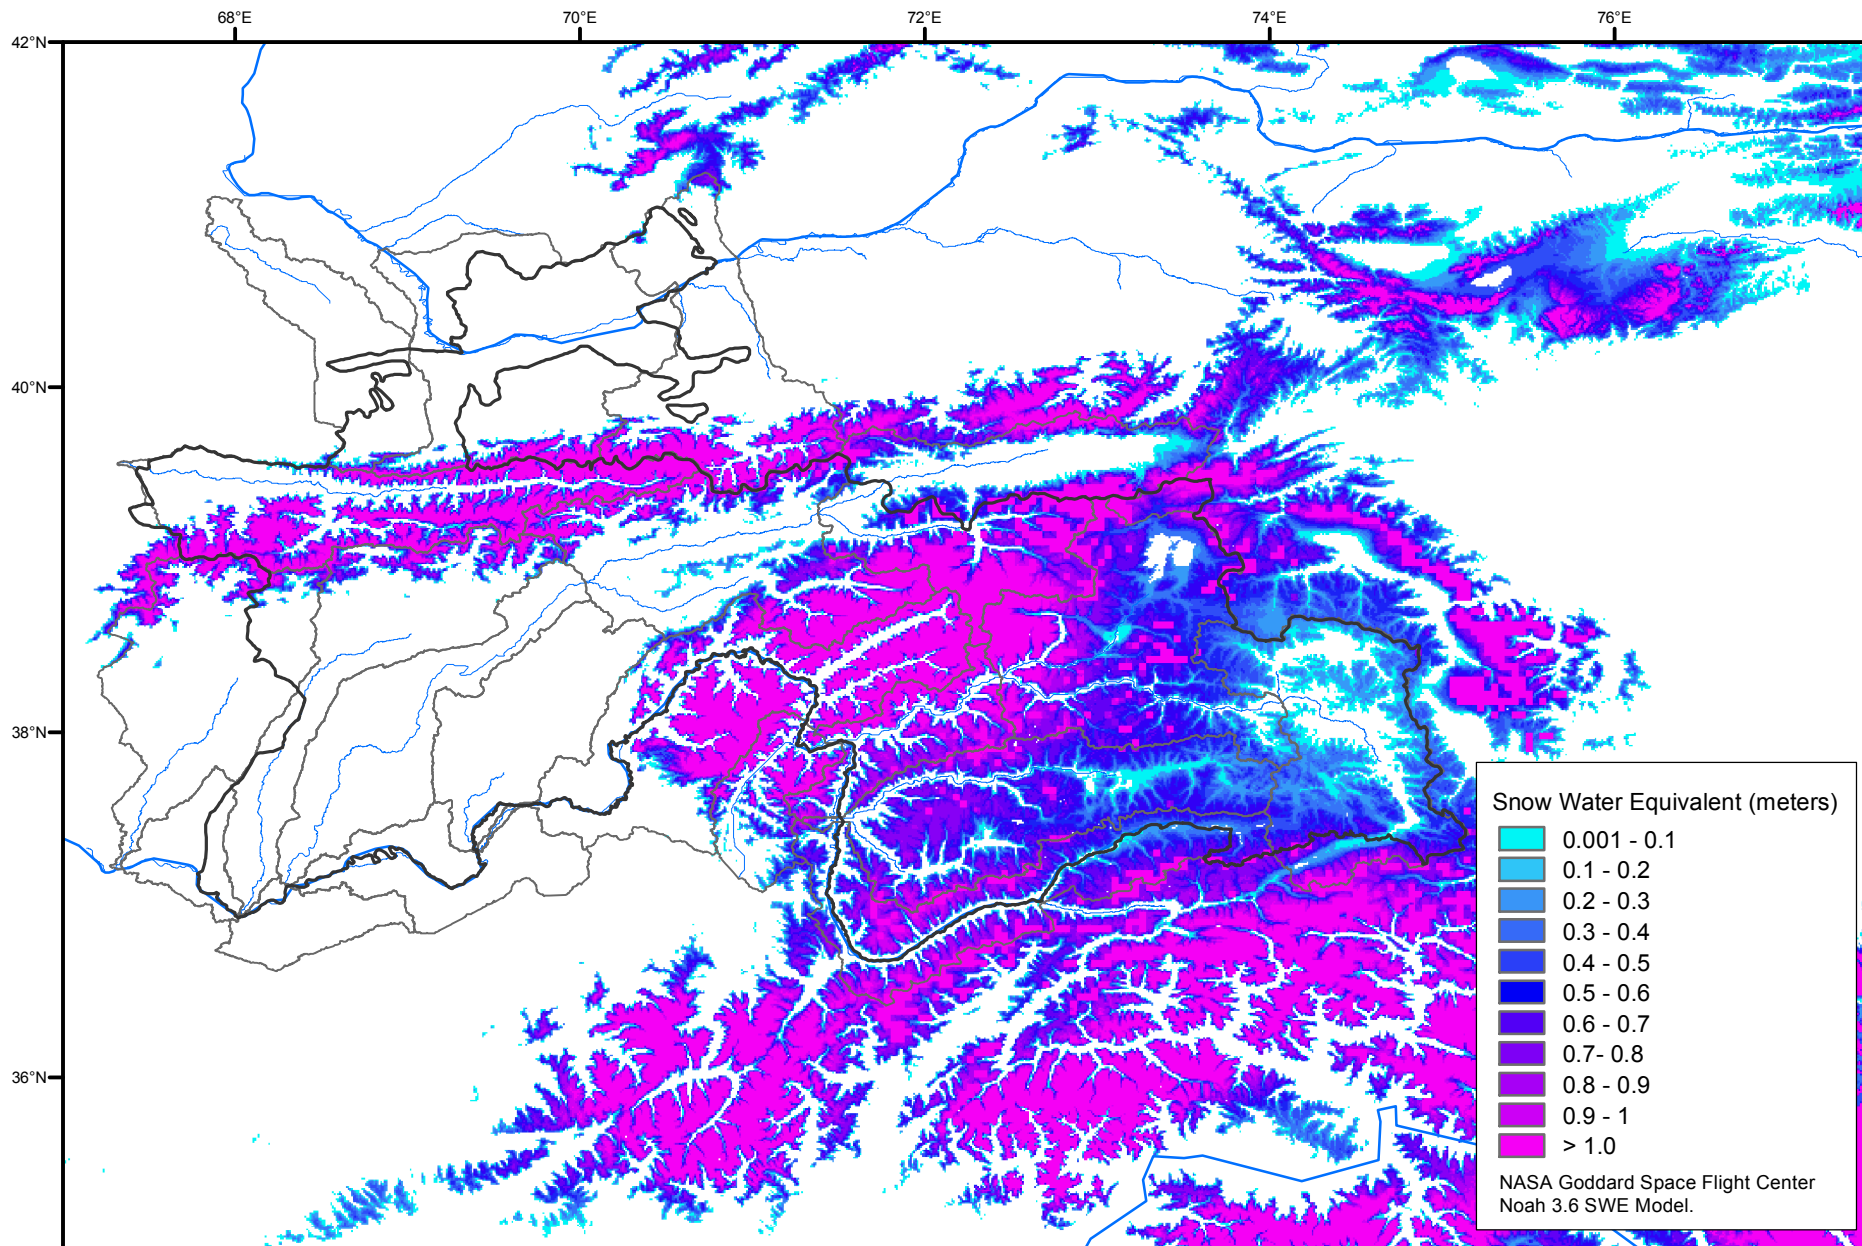 68°E
70°E
72°E
74°E
76°E
42°N
40°N
38°N
36°N
Snow Water Equivalent (meters)
0.001 - 0.1
0.1 - 0.2
0.2 - 0.3
0.3 - 0.4
0.4 - 0.5
0.5 - 0.6
0.6 - 0.7
0.7- 0.8
0.8 - 0.9
0.9 - 1
> 1.0
NASA Goddard Space Flight Center
Noah 3.6 SWE Model.